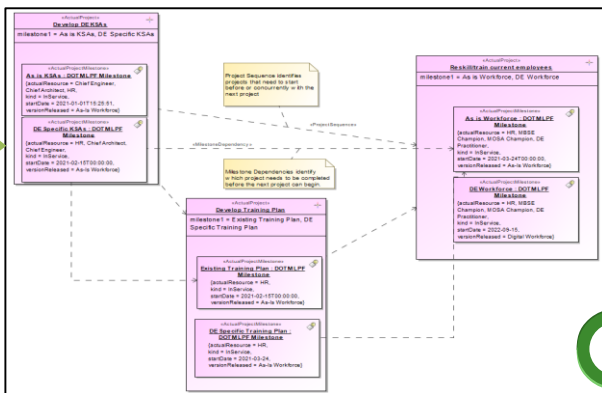 «ActualProject»
Develop DE KSAs
milestone1 = As is KSAs, DE Specific KSAs
«ActualProjectMilestone»
As is KSAs : DOTMLPF Milestone
{actualResource = Chief Engineer,
Chief Architect, HR,
kind = InService,
versionReleased = As-Is Workforce}
«ActualProjectMilestone»
DE Specific KSAs : DOTMLPF
Milestone
{actualResource = HR, Chief Architect,
Chief Engineer,
kind = InService,
startDate = 2021-02-15T00:00:00,
versionReleased = As-Is Workforce}
Project Sequence identifies
projects that need to start
before or concurrently with the
next project
«ProjectSequence»
«MilestoneDependency»
Milestone Dependencies identify
which project needs to be completed
before the next project can begin
«ActualProject»
Develop Training Plan
milestone1 = Existing Training Plan, DE
Specific Training Plan
«ActualProjectMilestone»
Existing Training Plan : DOTMLPF
Milestone
{actualResource = HR,
kind = InService,
startDate = 2021-02-15T00:00:00,
versionReleased = As-Is Workforce}
«ActualProjectMilestone»
DE Specific Training Plan :
DOTMLPF Milestone
{actualResource = HR,
kind = InService,
startDate = 2021-03-24,
versionReleased = As-Is Workforce}
«ActualProject»
Reskill/train current employees
milestone1 = As is Workforce, DE Workforce
«ActualProjectMilestone»
As is Workforce : DOTMLPF
Milestone
{actualResource = HR, MBSE
Champion, MOSA Champion, DE
Practitioner,
kind = InService,
startDate = 2021-03-24T00:00:00,
versionReleased = As-Is Workforce}
«ActualProjectMilestone»
DE Workforce : DOTMLPF
Milestone
{actualResource = HR, MBSE
Champion, MOSA Champion, DE
Practitioner,
kind = InService,
startDate = 2022-09-15,
versionReleased = Digital Workforce}